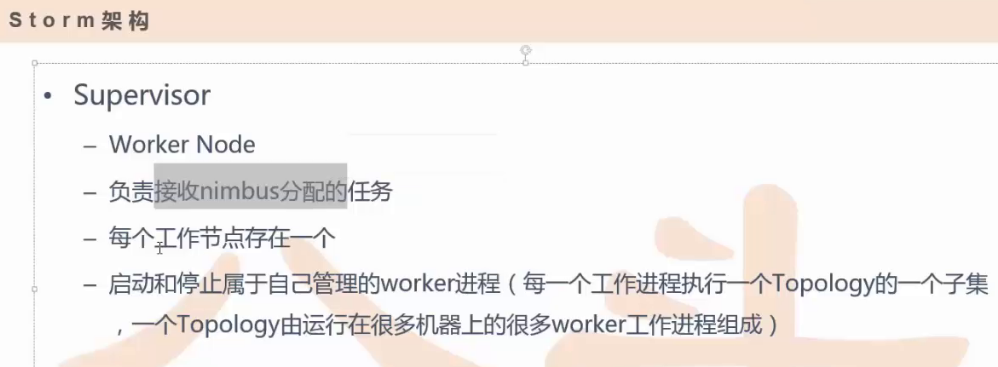 Storm架构
• Supervisor
– Worker Node
– 负责接收nimbus分配的任务
– 每个工作节点存在一个
– 启动和停止属于自己管理的worker进程（每一个工作进程执行一个Topology的一个子集
，一个Topology由运行在很多机器上的很多worker工作进程组成）